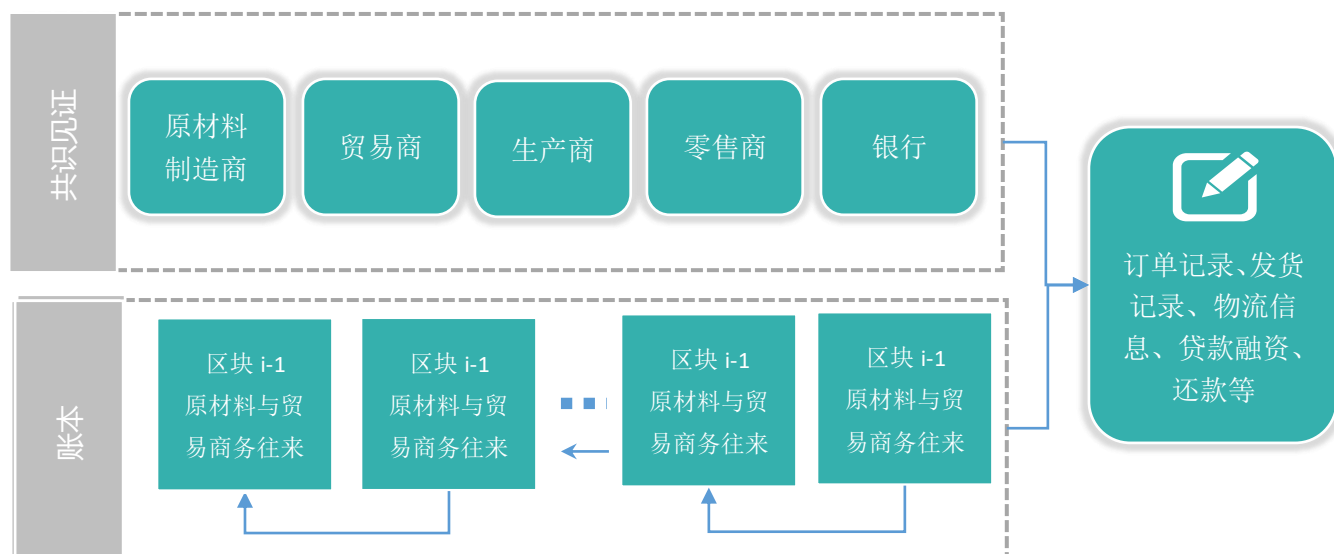 共识见证
原材料
制造商
贸易商
生产商
零售商
银行
订单记录、发货
记录、物流信
息、贷款融资、
还款等
账本
区块 i-1
原材料与贸
易商务往来
区块 i-1
原材料与贸
易商务往来
区块 i-1
原材料与贸
易商务往来
区块 i-1
原材料与贸
易商务往来